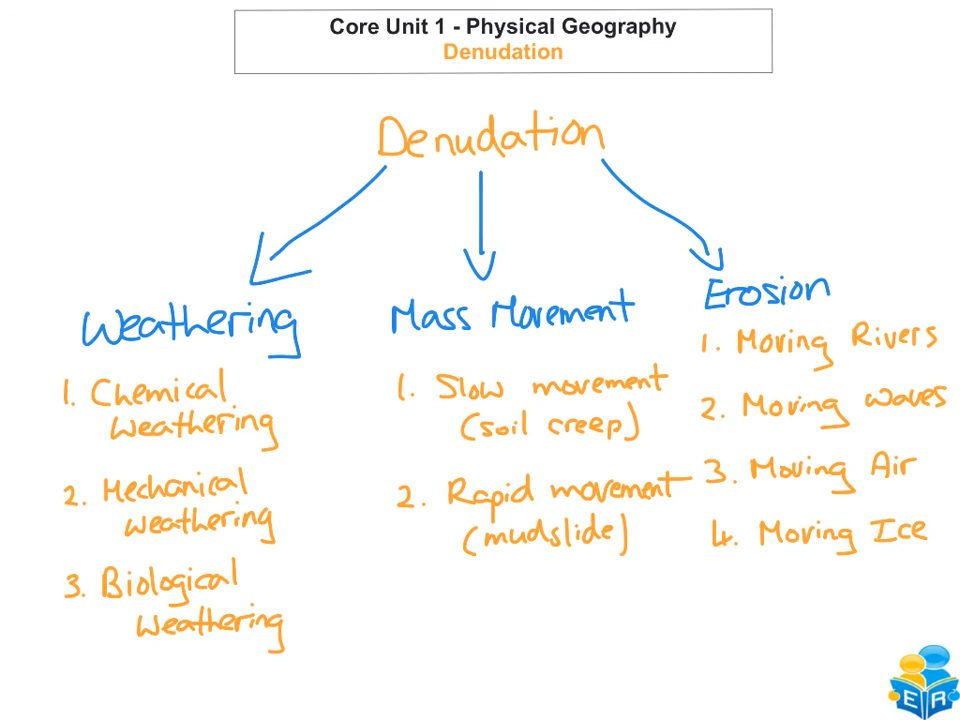 Core Unit 1 - Physical Geography
Denudation
Denudation
Weathering
1. Chemical
Weathering
2. Mechanical
Weathering
3. Biological
Weathering
Mass Movement
1. Slow movement
(soil creep)
2. Rapid movement
(mudslide)
Erosion
1. Moving Rivers
2. Moving Waves
3. Moving Air
4. Moving Ice
E R